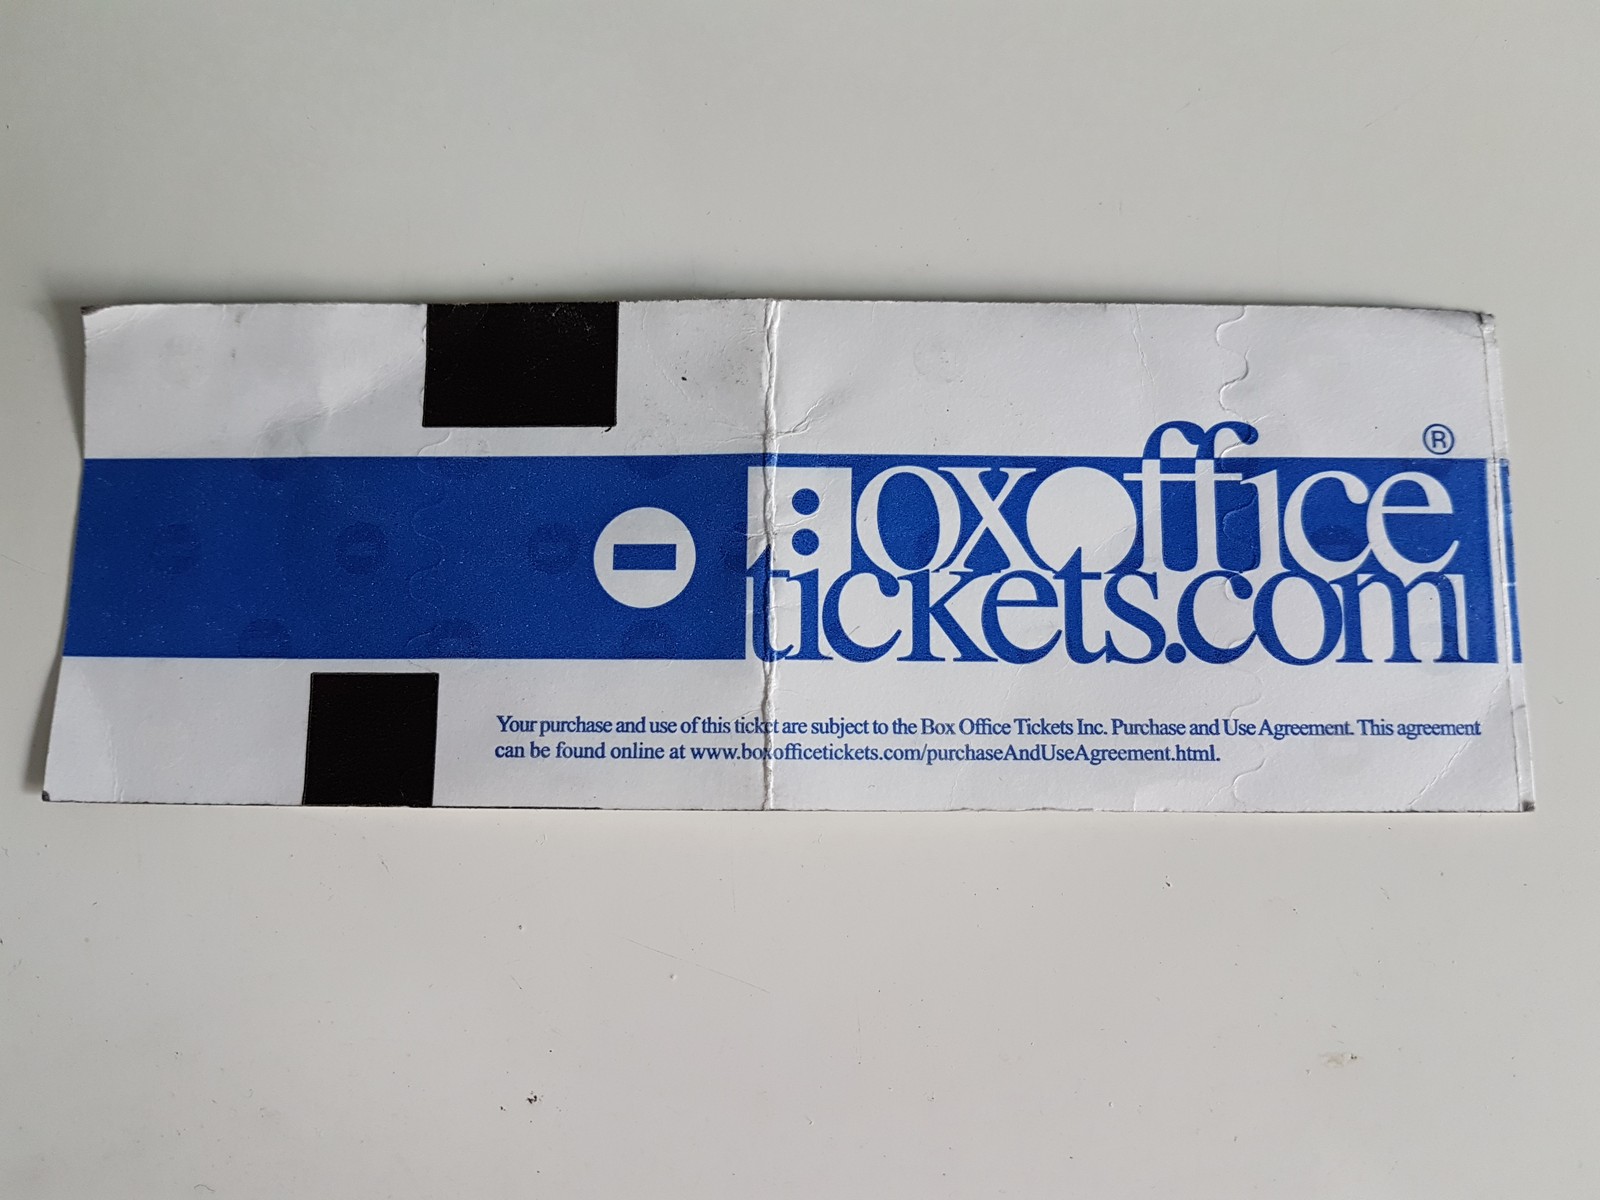 ®
Boxoffice
tickets.com
Your purchase and use of this ticket are subject to the Box Office Tickets Inc. Purchase and Use Agreement. This agreement
can be found online at www.boxofficetickets.com/purchaseAndUseAgreement.html.